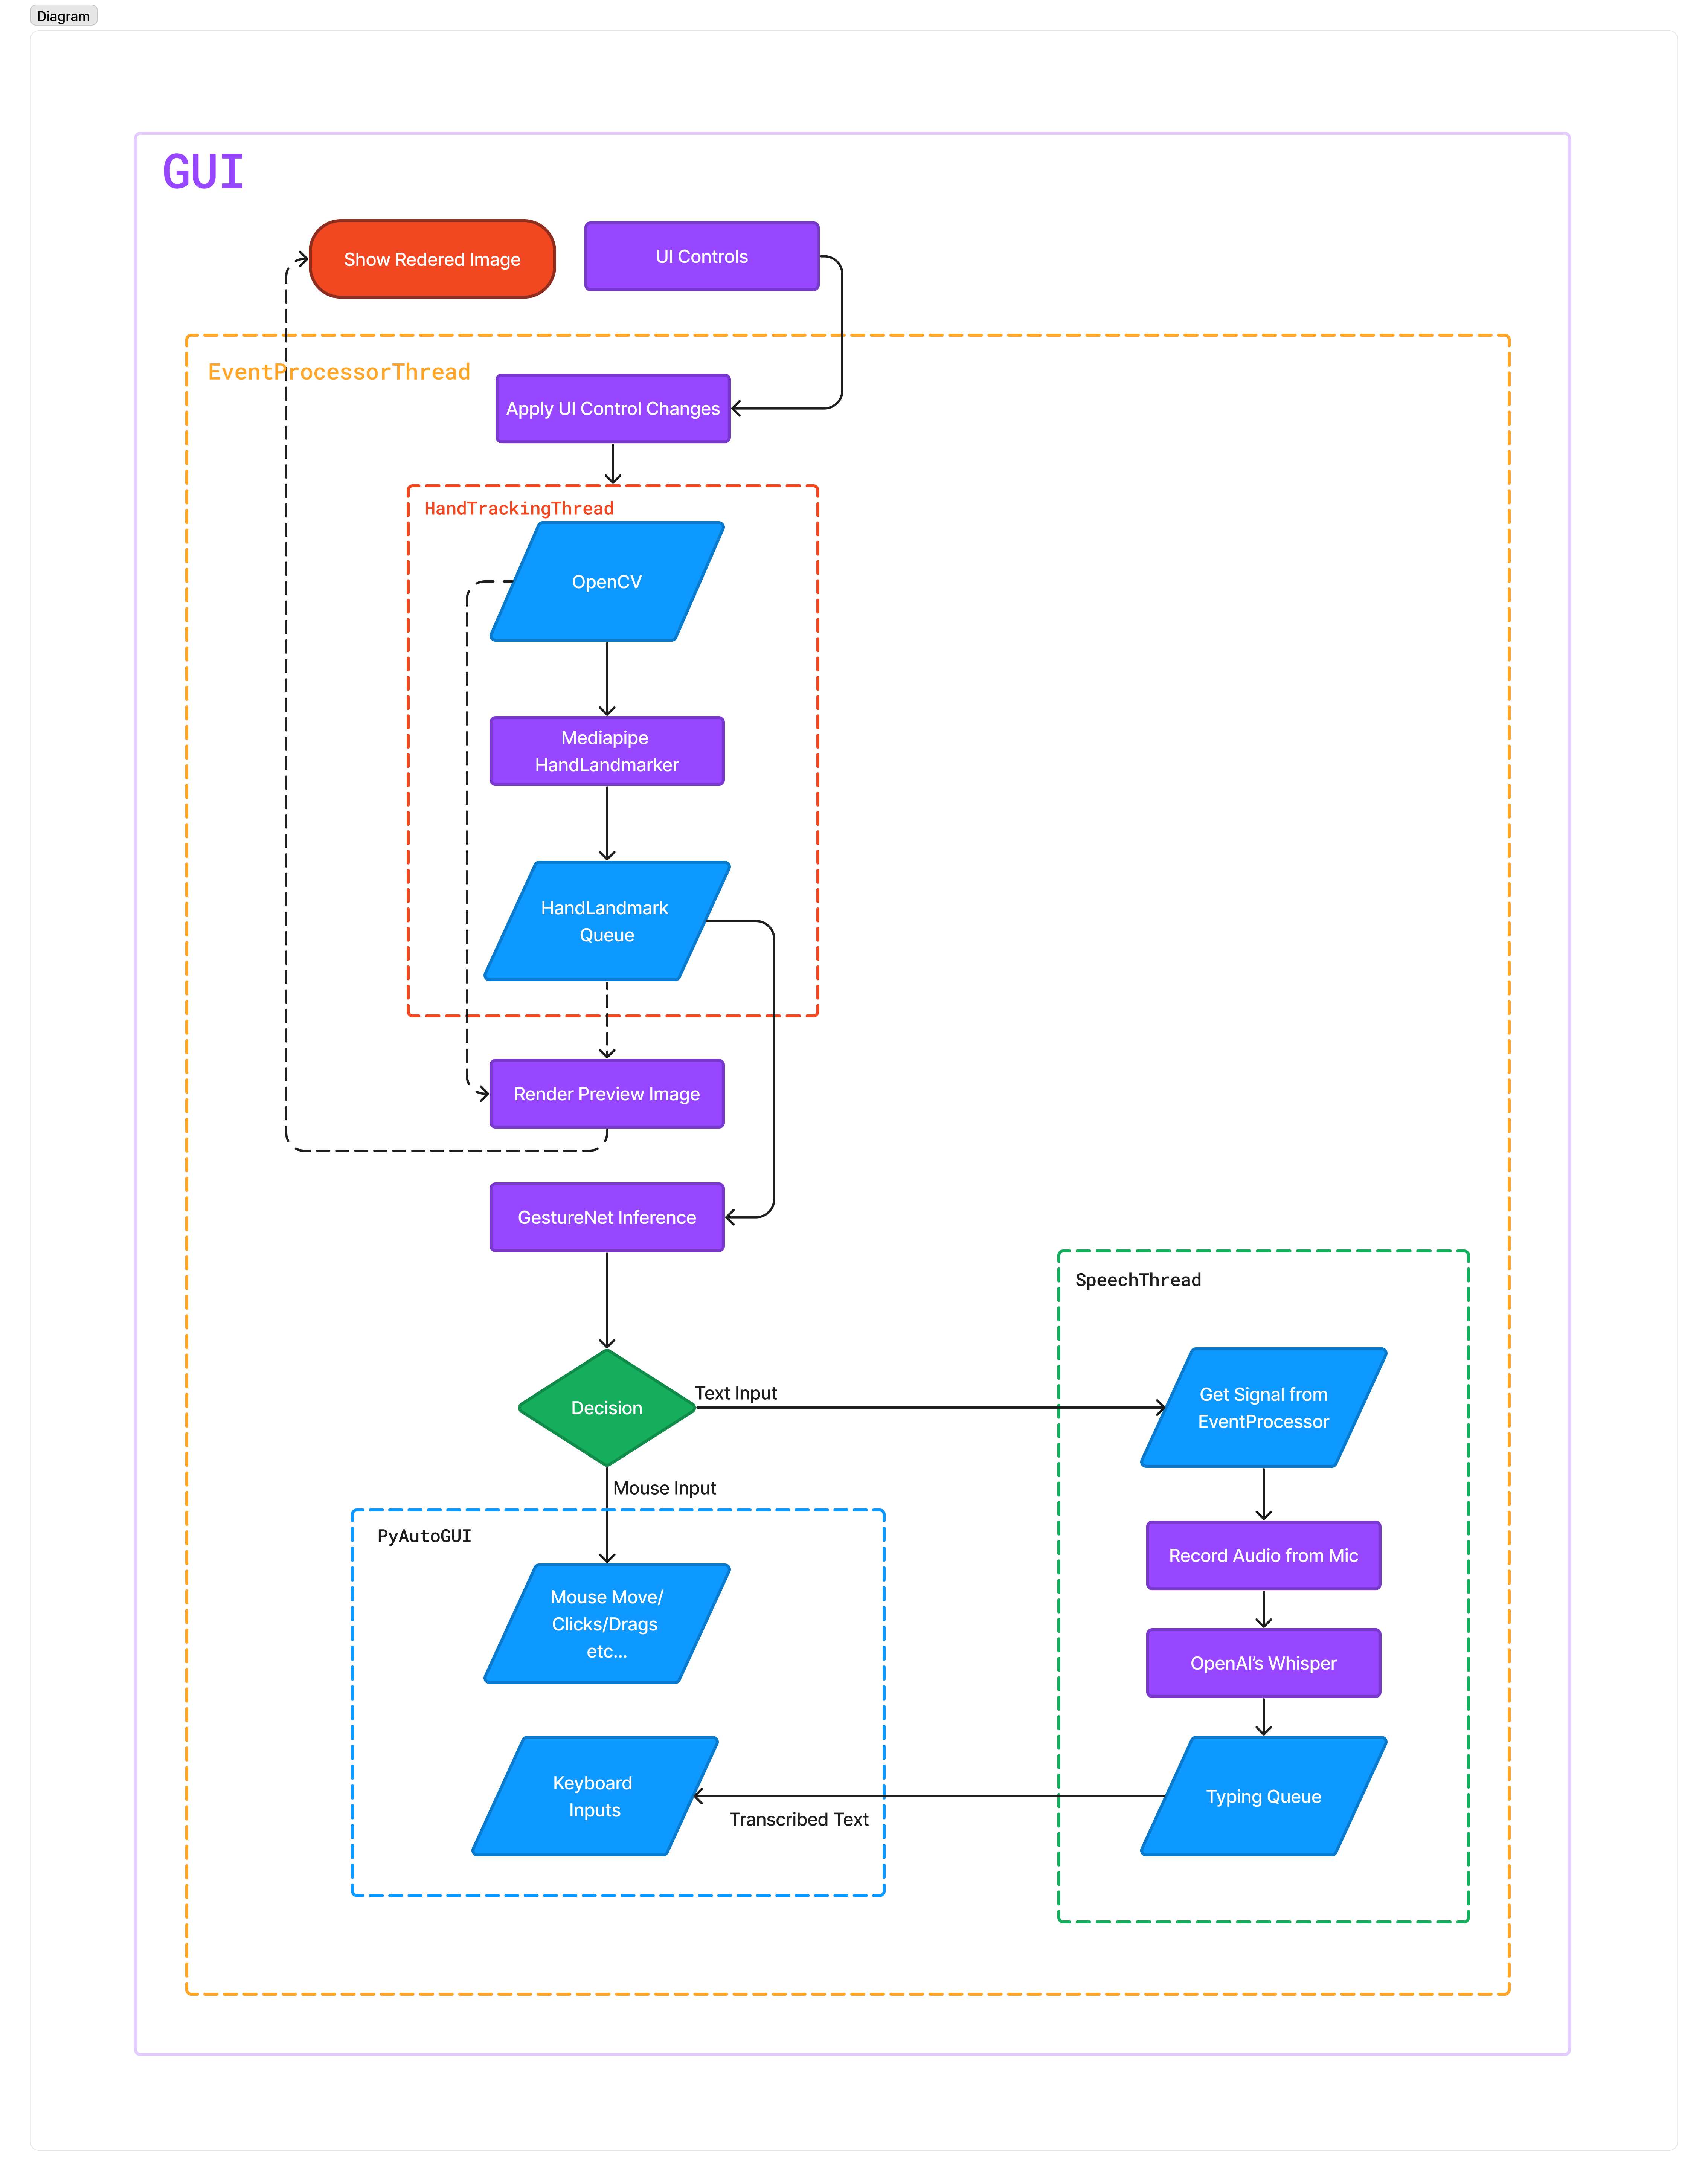 Diagram
GUI
Show Redered Image
UI Controls
EventProcessorThread
Apply UI Control Changes
HandTrackingThread
OpenCV
Mediapipe
HandLandmarker
HandLandmark
Queue
Render Preview Image
GestureNet Inference
SpeechThread
Decision
Text Input
Get Signal from
EventProcessor
Mouse Input
PyAutoGUI
Record Audio from Mic
Mouse Move/
Clicks/Drags
etc...
OpenAI's Whisper
Keyboard
Inputs
Transcribed Text
Typing Queue